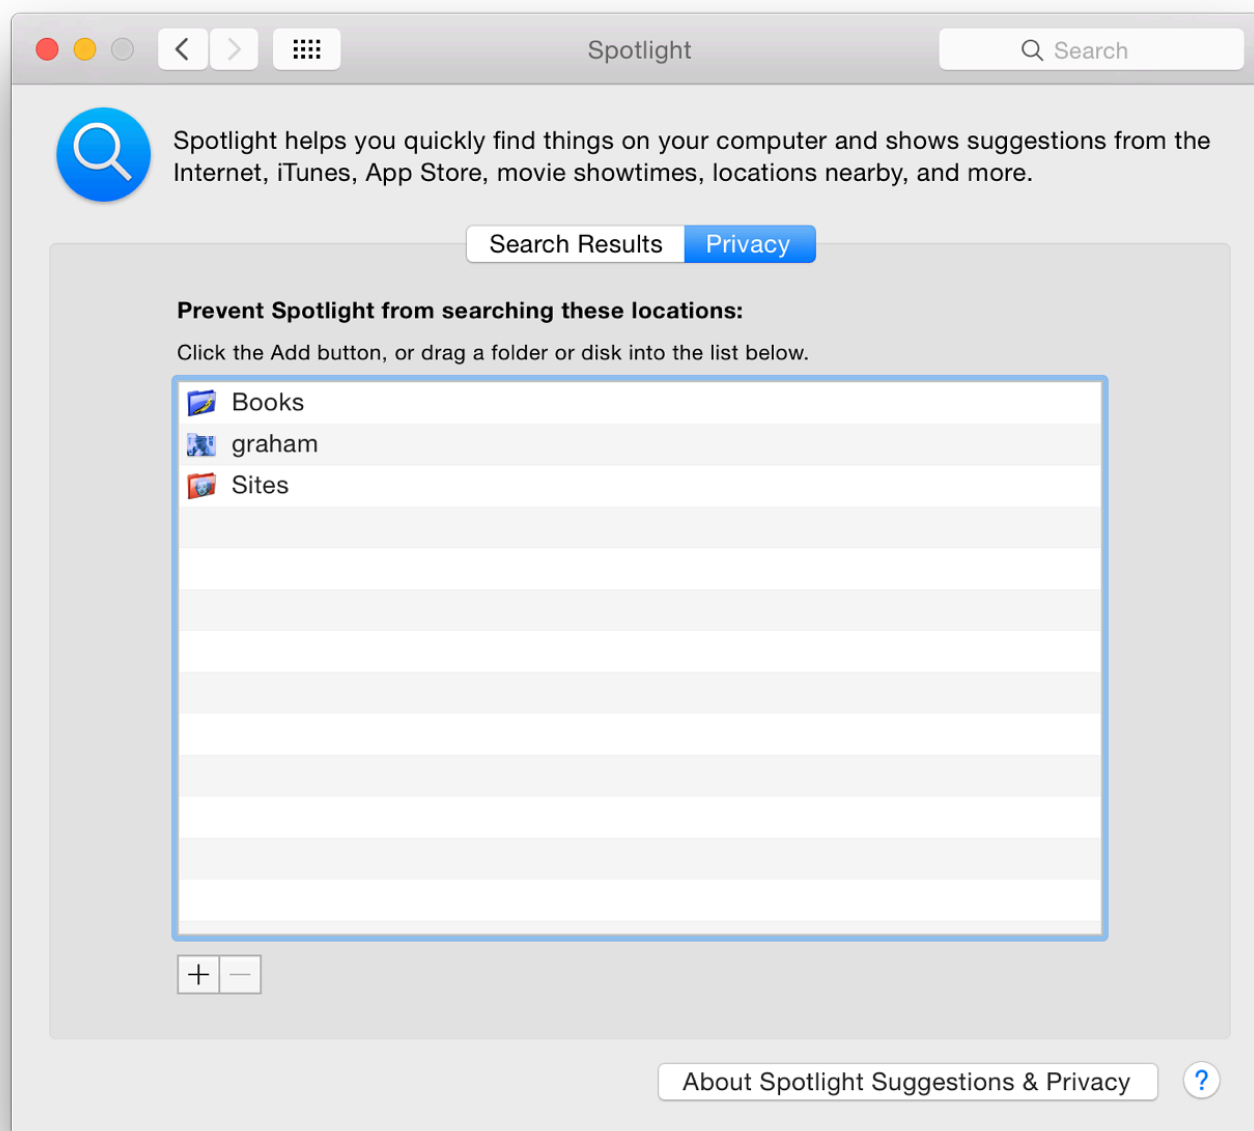 Spotlight
Search
Spotlight helps you quickly find things on your computer and shows suggestions from the
Internet, iTunes, App Store, movie showtimes, locations nearby, and more.
Search Results
Privacy
Prevent Spotlight from searching these locations:
Click the Add button, or drag a folder or disk into the list below.
Books
graham
Sites
About Spotlight Suggestions & Privacy
?